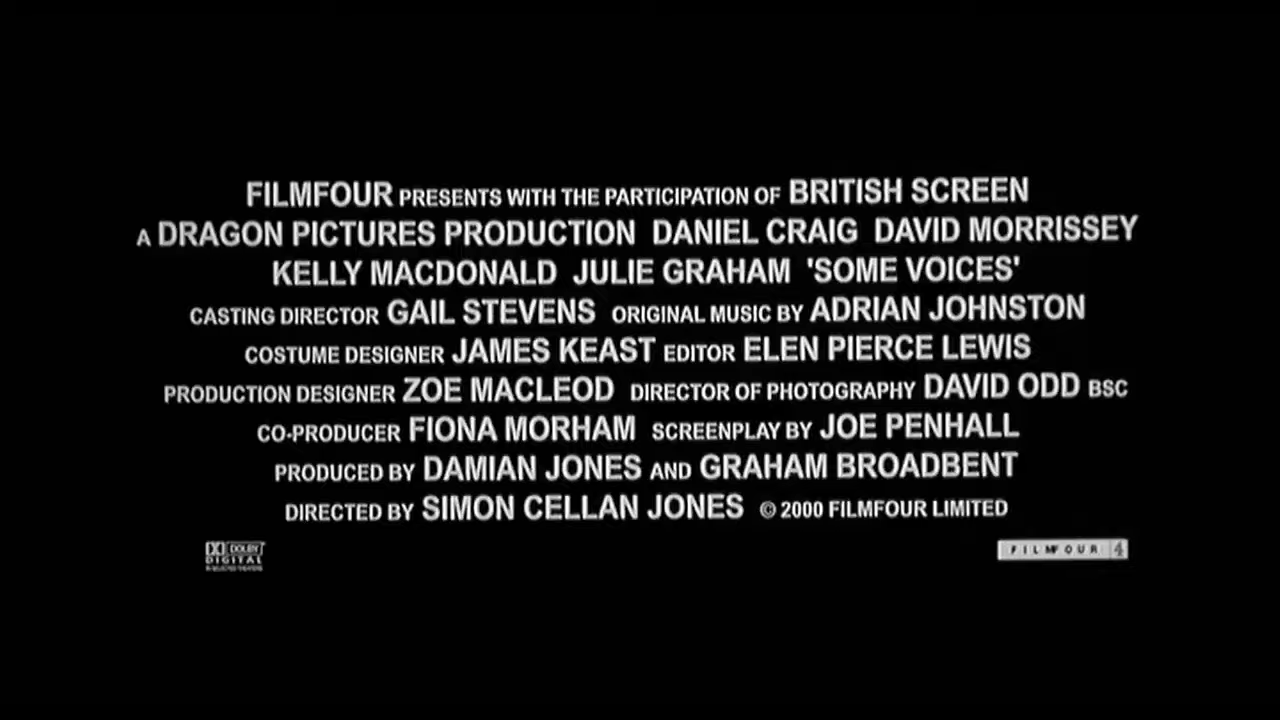 FILMFOUR PRESENTS WITH THE PARTICIPATION OF BRITISH SCREEN
A DRAGON PICTURES PRODUCTION DANIEL CRAIG DAVID MORRISSEY
KELLY MACDONALD JULIE GRAHAM 'SOME VOICES'
CASTING DIRECTOR GAIL STEVENS ORIGINAL MUSIC BY ADRIAN JOHNSTON
COSTUME DESIGNER JAMES KEAST EDITOR ELEN PIERCE LEWIS
PRODUCTION DESIGNER ZOE MACLEOD DIRECTOR OF PHOTOGRAPHY DAVID ODD BSC
CO-PRODUCER FIONA MORHAM SCREENPLAY BY JOE PENHALL
PRODUCED BY DAMIAN JONES AND GRAHAM BROADBENT
DIRECTED BY SIMON CELLAN JONES © 2000 FILMFOUR LIMITED
DOLBY
DIGITAL
FILMFOUR 4